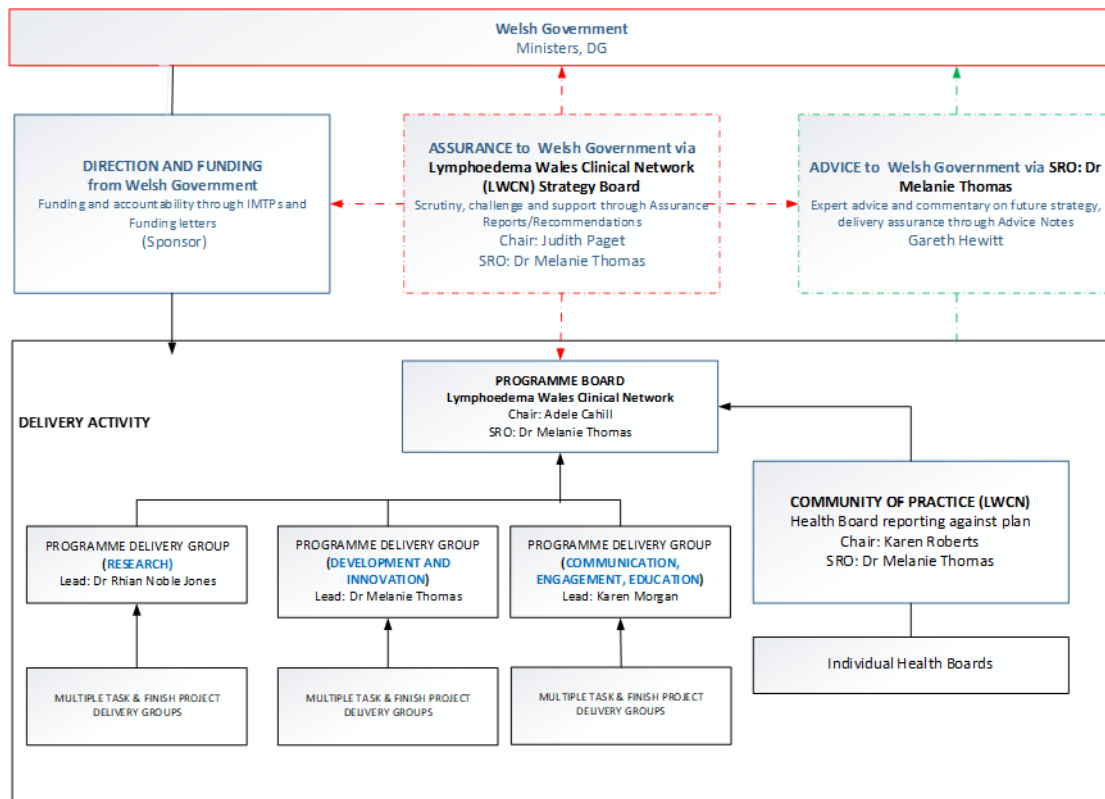 Welsh Government
Ministers, DG
DIRECTION AND FUNDING
from Welsh Government
Funding and accountability through IMTPs and
Funding letters
(Sponsor)
ASSURANCE to Welsh Government via
Lymphoedema Wales Clinical Network
(LWCN) Strategy Board
Scrutiny, challenge and support through Assurance
Reports/Recommendations
Chair: Judith Paget
SRO: Dr Melanie Thomas
ADVICE to Welsh Government via SRO: Dr
Melanie Thomas
Expert advice and commentary on future strategy,
delivery assurance through Advice Notes
Gareth Hewitt
DELIVERY ACTIVITY
PROGRAMME BOARD
Lymphoedema Wales Clinical Network
Chair: Adele Cahill
SRO: Dr Melanie Thomas
COMMUNITY OF PRACTICE (LWCN)
Health Board reporting against plan
Chair: Karen Roberts
SRO: Dr Melanie Thomas
PROGRAMME DELIVERY GROUP
(RESEARCH)
Lead: Dr Rhian Noble Jones
PROGRAMME DELIVERY GROUP
(DEVELOPMENT AND
INNOVATION)
Lead: Dr Melanie Thomas
PROGRAMME DELIVERY GROUP
(COMMUNICATION,
ENGAGEMENT, EDUCATION)
Lead: Karen Morgan
Individual Health Boards
MULTIPLE TASK & FINISH PROJECT
DELIVERY GROUPS
MULTIPLE TASK & FINISH PROJECT
DELIVERY GROUPS
MULTIPLE TASK & FINISH PROJECT
DELIVERY GROUPS